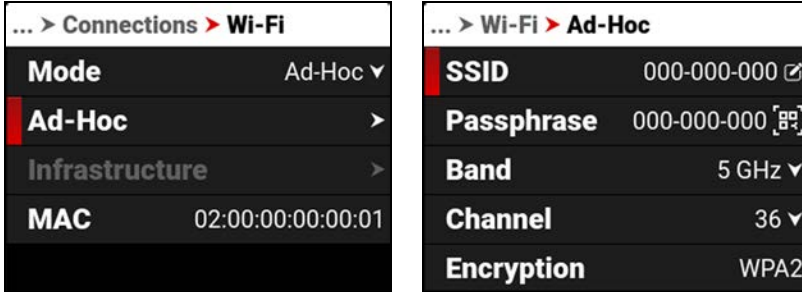 ... > Connections > Wi-Fi
Mode Ad-Hoc
Ad-Hoc >
Infrastructure >
MAC 02:00:00:00:00:01
... > Wi-Fi > Ad-Hoc
SSID 000-000-000
Passphrase 000-000-000
Band 5 GHz
Channel 36
Encryption WPA2